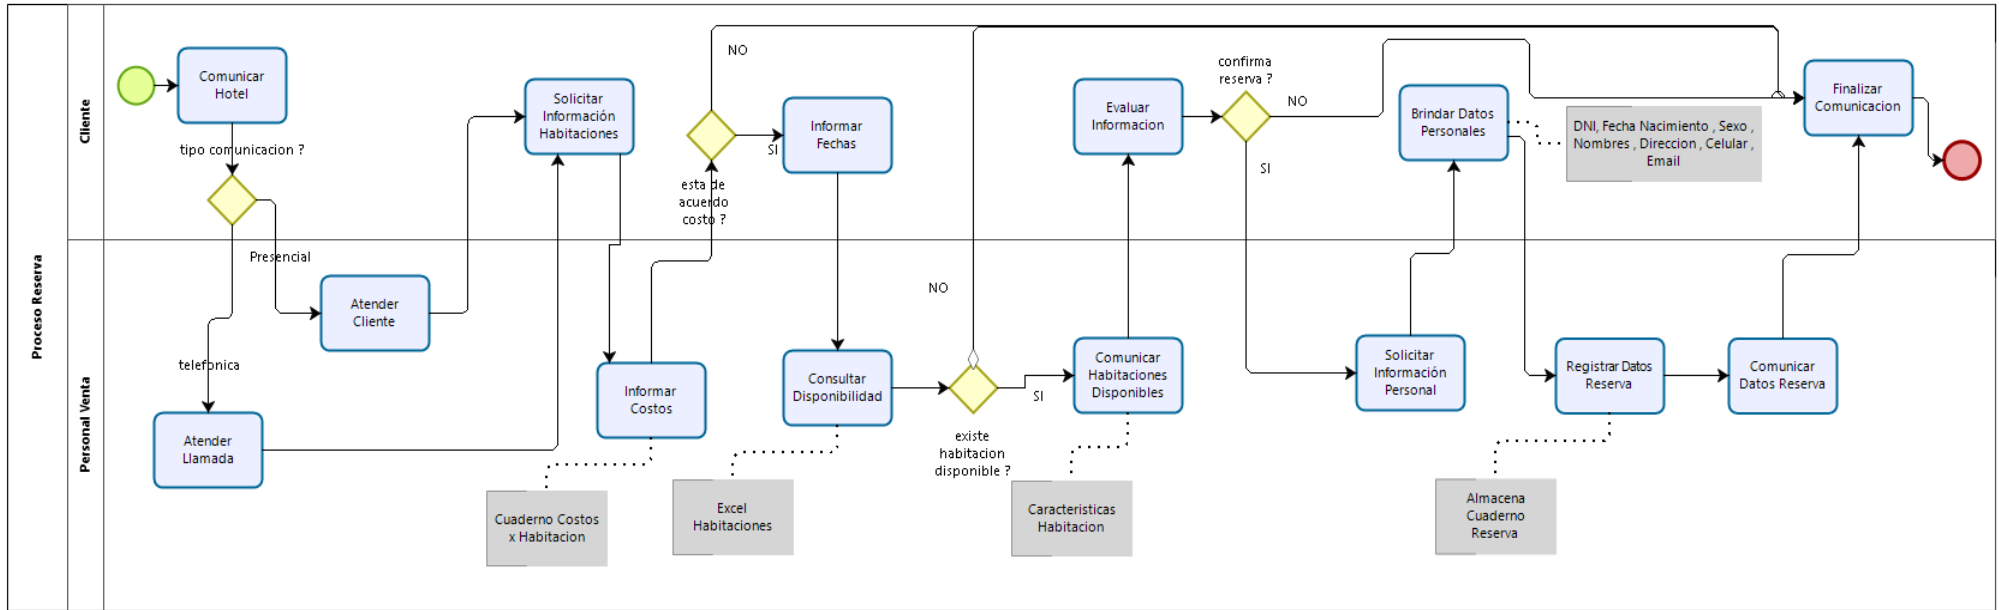 Proceso Reserva
Cliente
Comunicar
Hotel
tipo comunicacion ?
Presencial
telefonica
Solicitar
Información
Habitaciones
NO
SI
esta de
acuerdo
costo ?
Informar
Fechas
Evaluar
Informacion
confirma
reserva ?
NO
SI
Brindar Datos
Personales
DNI, Fecha Nacimiento , Sexo ,
Nombres , Direccion , Celular ,
Email
Finalizar
Comunicacion
Personal Venta
Atender
Cliente
Atender
Llamada
Informar
Costos
Cuaderno Costos
x Habitacion
Consultar
Disponibilidad
Excel
Habitaciones
NO
SI
existe
habitacion
disponible ?
Comunicar
Habitaciones
Disponibles
Caracteristicas
Habitacion
Solicitar
Información
Personal
Registrar Datos
Reserva
Almacena
Cuaderno
Reserva
Comunicar
Datos Reserva